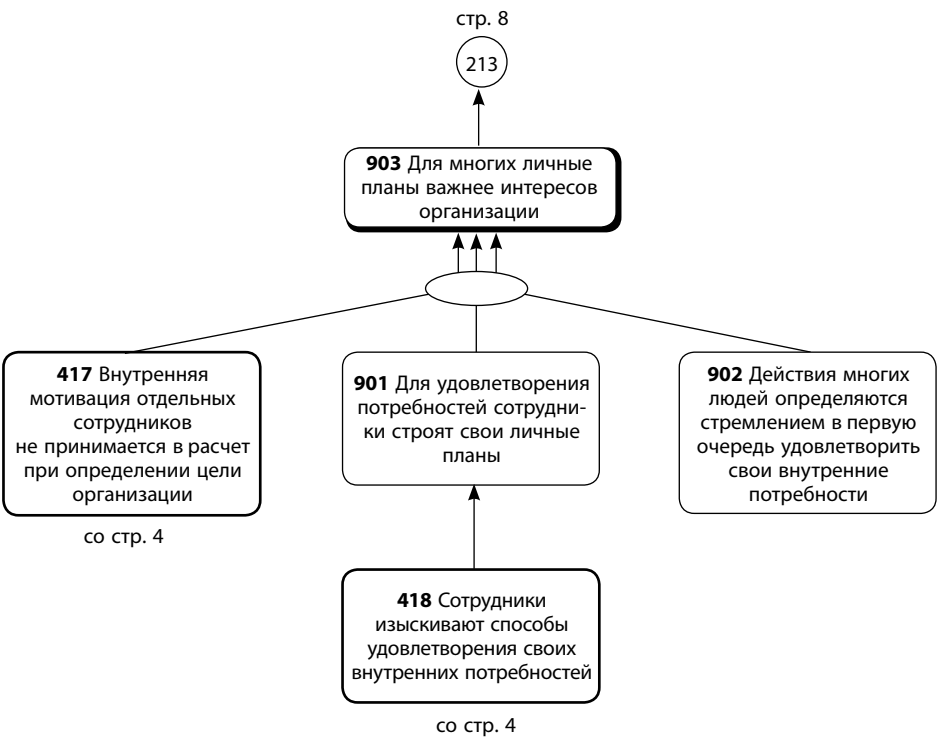 стр. 8
213
903 Для многих личные
планы важнее интересов
организации
417 Внутренняя
мотивация отдельных
сотрудников
не принимается в расчет
при определении цели
организации
со стр. 4
901 Для удовлетворения
потребностей сотрудни-
ки строят свои личные
планы
902 Действия многих
людей определяются
стремлением в первую
очередь удовлетворить
свои внутренние
потребности
418 Сотрудники
изыскивают способы
удовлетворения своих
внутренних потребностей
со стр. 4